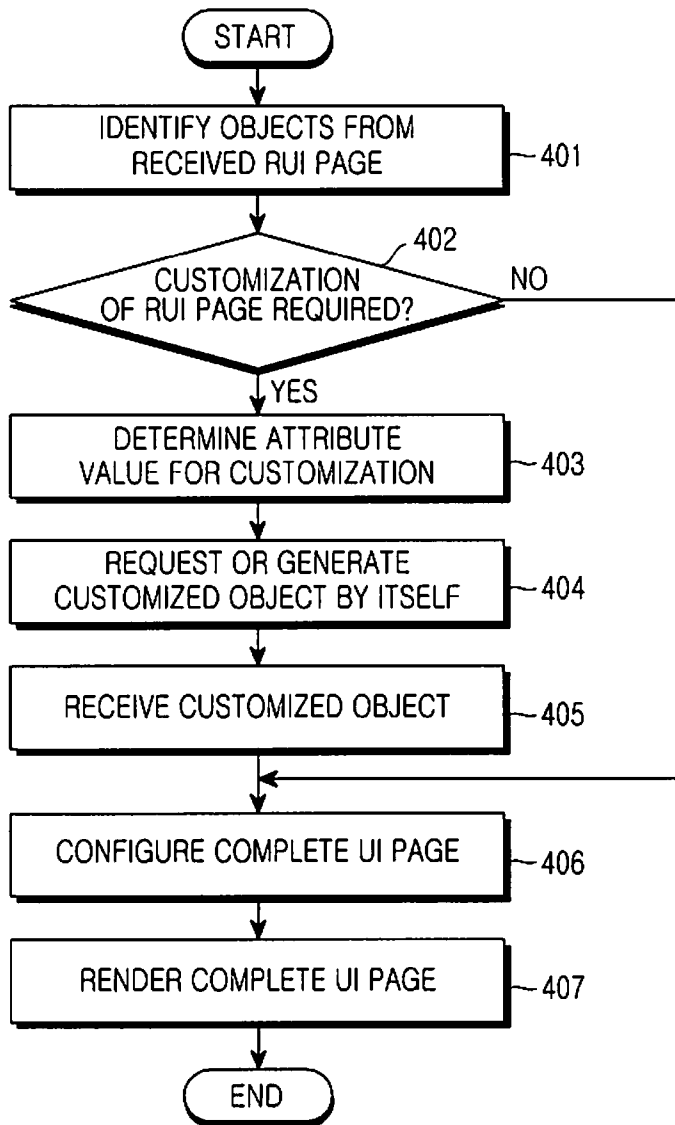 START
IDENTIFY OBJECTS FROM
RECEIVED RUI PAGE
401
402
CUSTOMIZATION
OF RUI PAGE REQUIRED?
NO
YES
DETERMINE ATTRIBUTE
VALUE FOR CUSTOMIZATION
403
REQUEST OR GENERATE
CUSTOMIZED OBJECT BY ITSELF
404
RECEIVE CUSTOMIZED OBJECT
405
CONFIGURE COMPLETE UI PAGE
406
RENDER COMPLETE UI PAGE
407
END